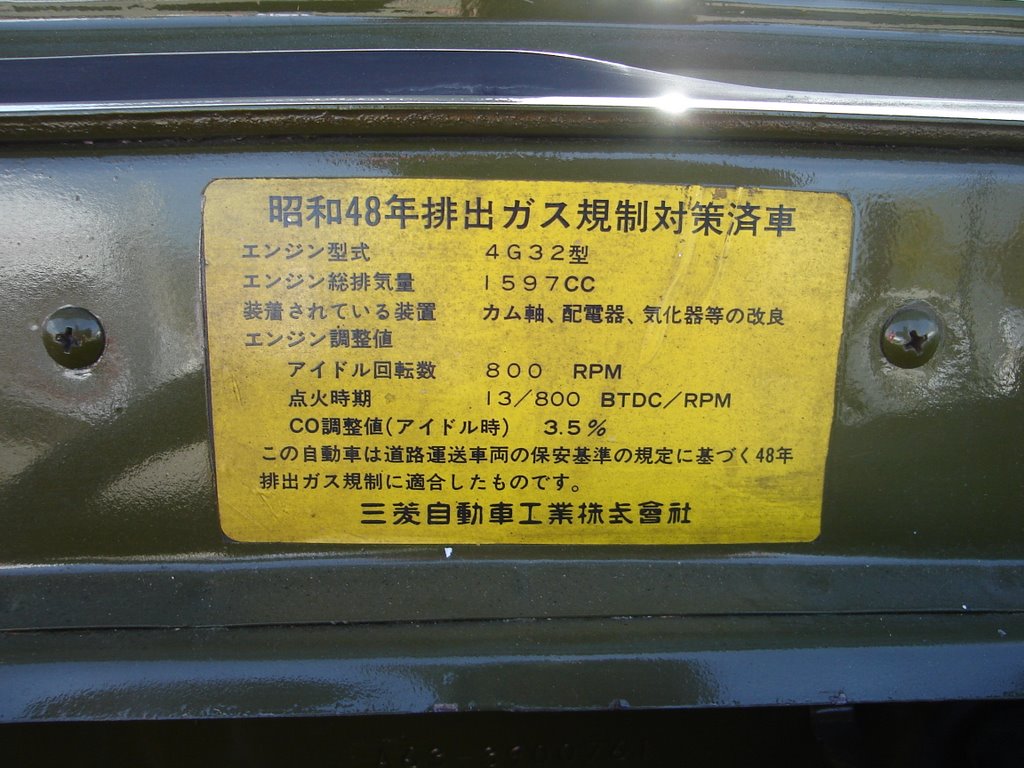 昭和48年排出ガス規制対策済車
エンジン型式 4G32型
エンジン総排気量 1597CC
装着されている装置 カム軸、配電器、気化器等の改良
エンジン調整値
アイドル回転数 800 RPM
点火時期 13/800 BTDC/RPM
CO調整値(アイドル時) 3.5%
この自動車は道路運送車両の保安基準の規定に基づく48年
排出ガス規制に適合したものです。
三菱自動車工業株式會社